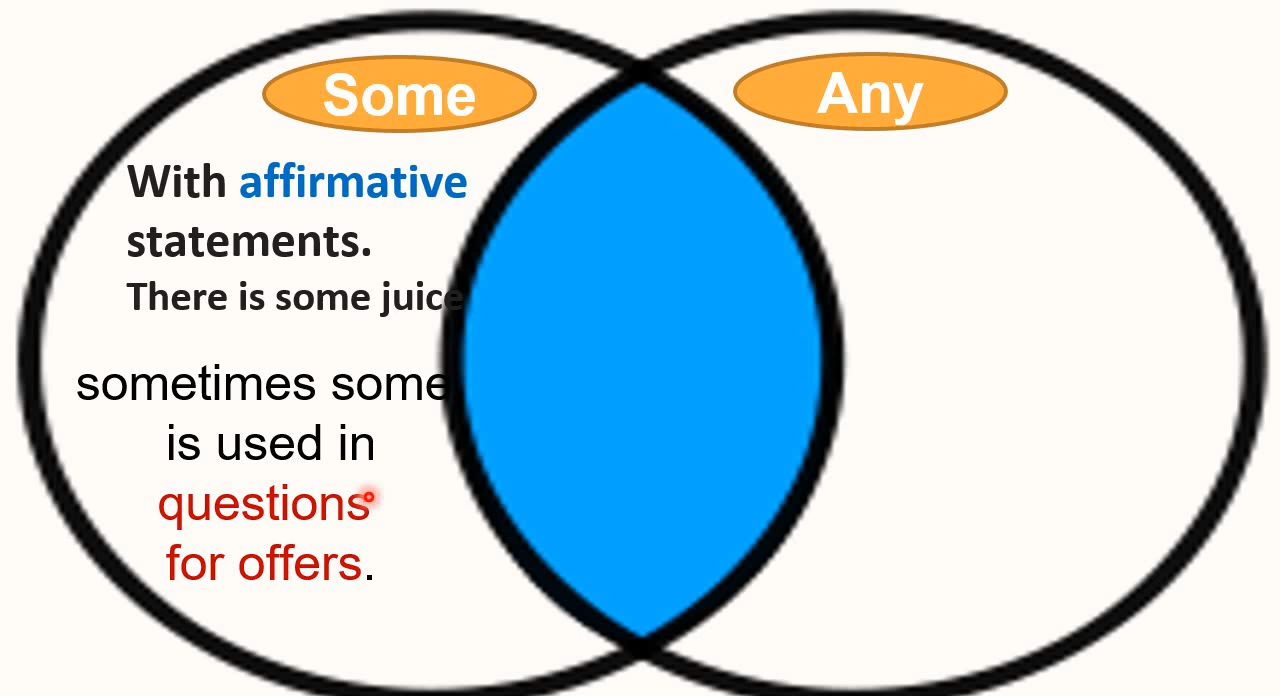 Some
Any
With affirmative
statements.
There is some juice
sometimes some
is used in
questions
for offers.